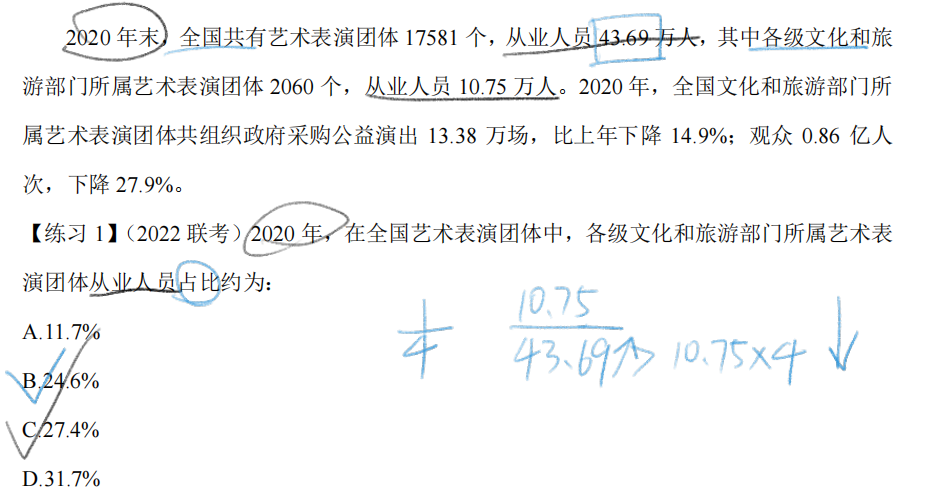 2020 年末，全国共有艺术表演团体 17581 个，从业人员 43.69 万人，其中各级文化和旅
游部门所属艺术表演团体 2060 个，从业人员 10.75 万人。2020 年，全国文化和旅游部门所
属艺术表演团体共组织政府采购公益演出 13.38 万场，比上年下降 14.9%；观众 0.86 亿人
次，下降 27.9%。
【练习 1】（2022 联考）2020 年，在全国艺术表演团体中，各级文化和旅游部门所属艺术表
演团体从业人员占比约为：
A.11.7%
B.24.6%
C.27.4%
D.31.7%
1
4
10.75
43.69↑> 10.75×4 ↓